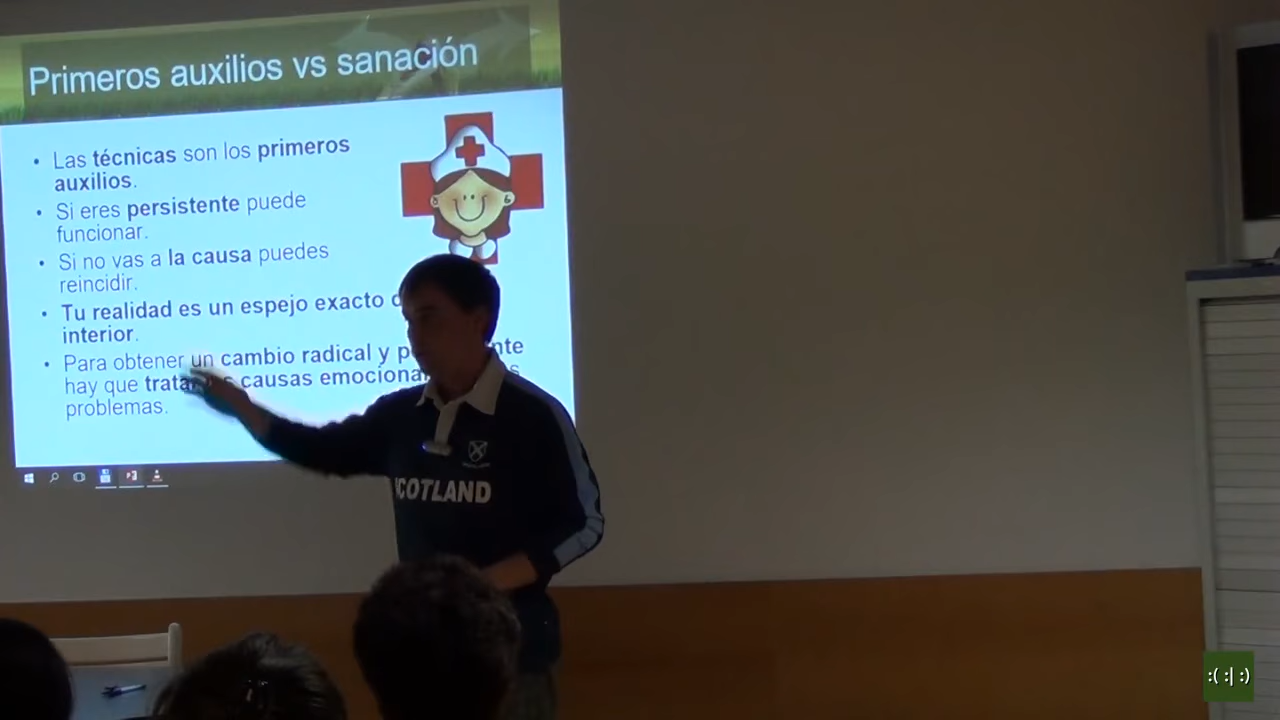 Primeros auxilios vs sanación
• Las técnicas son los primeros
auxilios.
• Si eres persistente puede
funcionar.
• Si no vas a la causa puedes
reincidir.
• Tu realidad es un espejo exacto
interior.
• Para obtener un cambio radical y
hay que causas
problemas.
SCOTLAND
:( :| :)